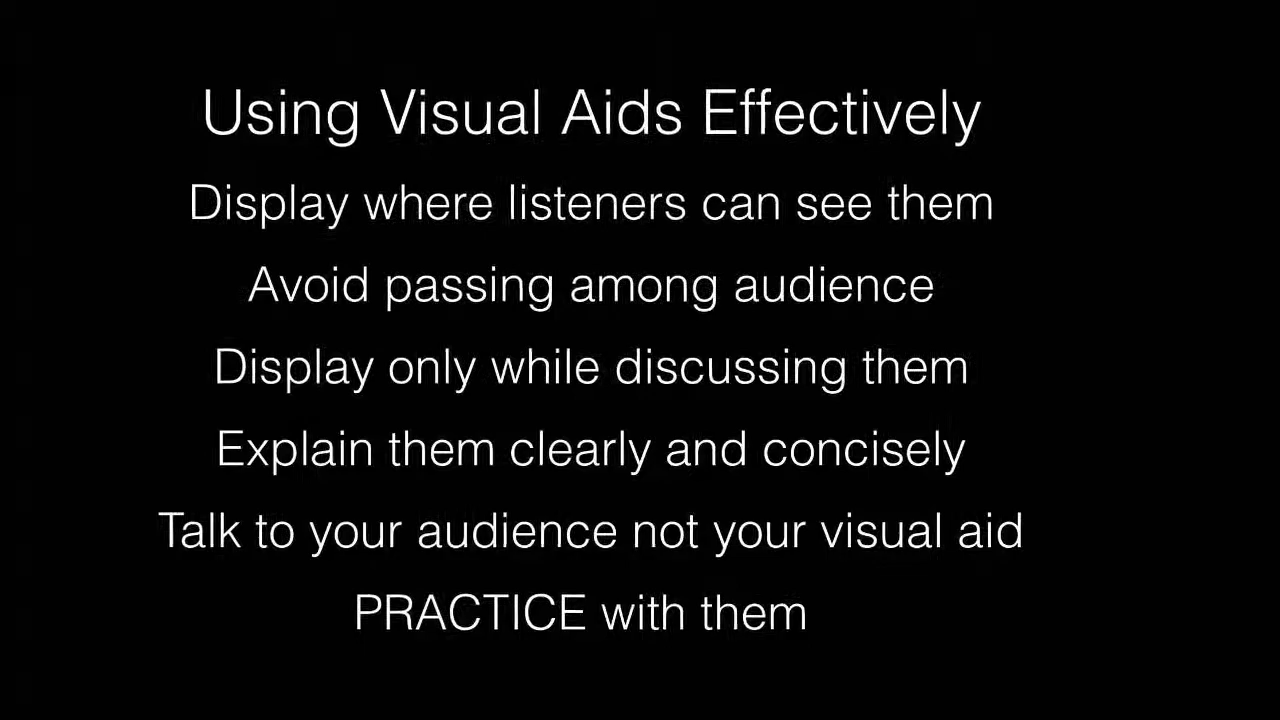 Using Visual Aids Effectively
Display where listeners can see them
Avoid passing among audience
Display only while discussing them
Explain them clearly and concisely
Talk to your audience not your visual aid
PRACTICE with them